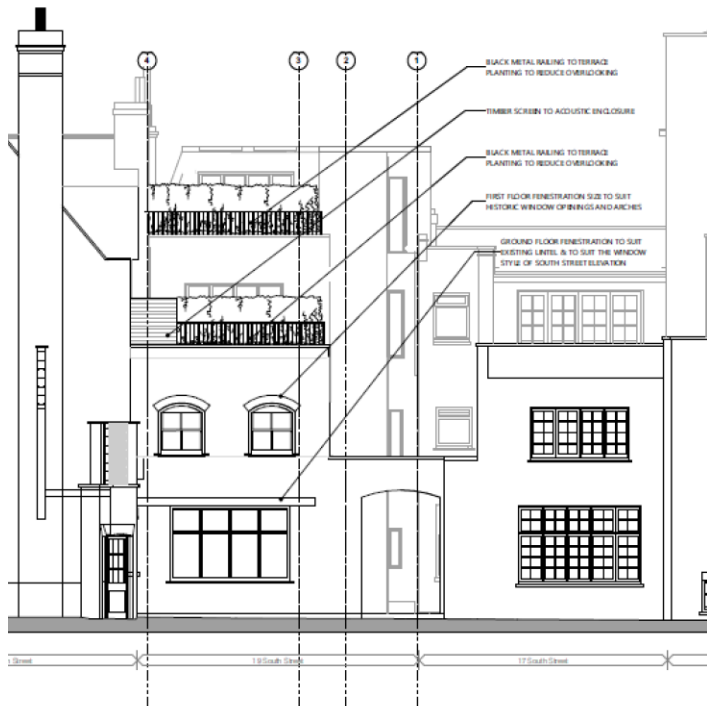 4
3
2
1
BLACK METAL RAILING TO TERRACE
PLANTING TO REDUCE OVERLOOKING
TIMBER SCREEN TO ACOUSTIC ENCLOSURE
BLACK METAL RAILING TO TERRACE
PLANTING TO REDUCE OVERLOOKING
FIRST FLOOR FENESTRATION SIZE TO SUIT
HISTORIC WINDOW OPENINGS AND ARCHES
GROUND FLOOR FENESTRATION TO SUIT
EXISTING LINTEL & TO SUIT THE WINDOW
STYLE OF SOUTH STREET ELEVATION
Street
19 South Street
17 South Street